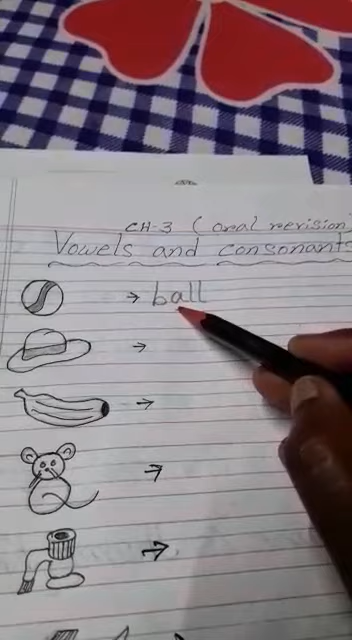 CH-3 (oral revision)
Vowels and consonants
→ ball
→
→
→
→